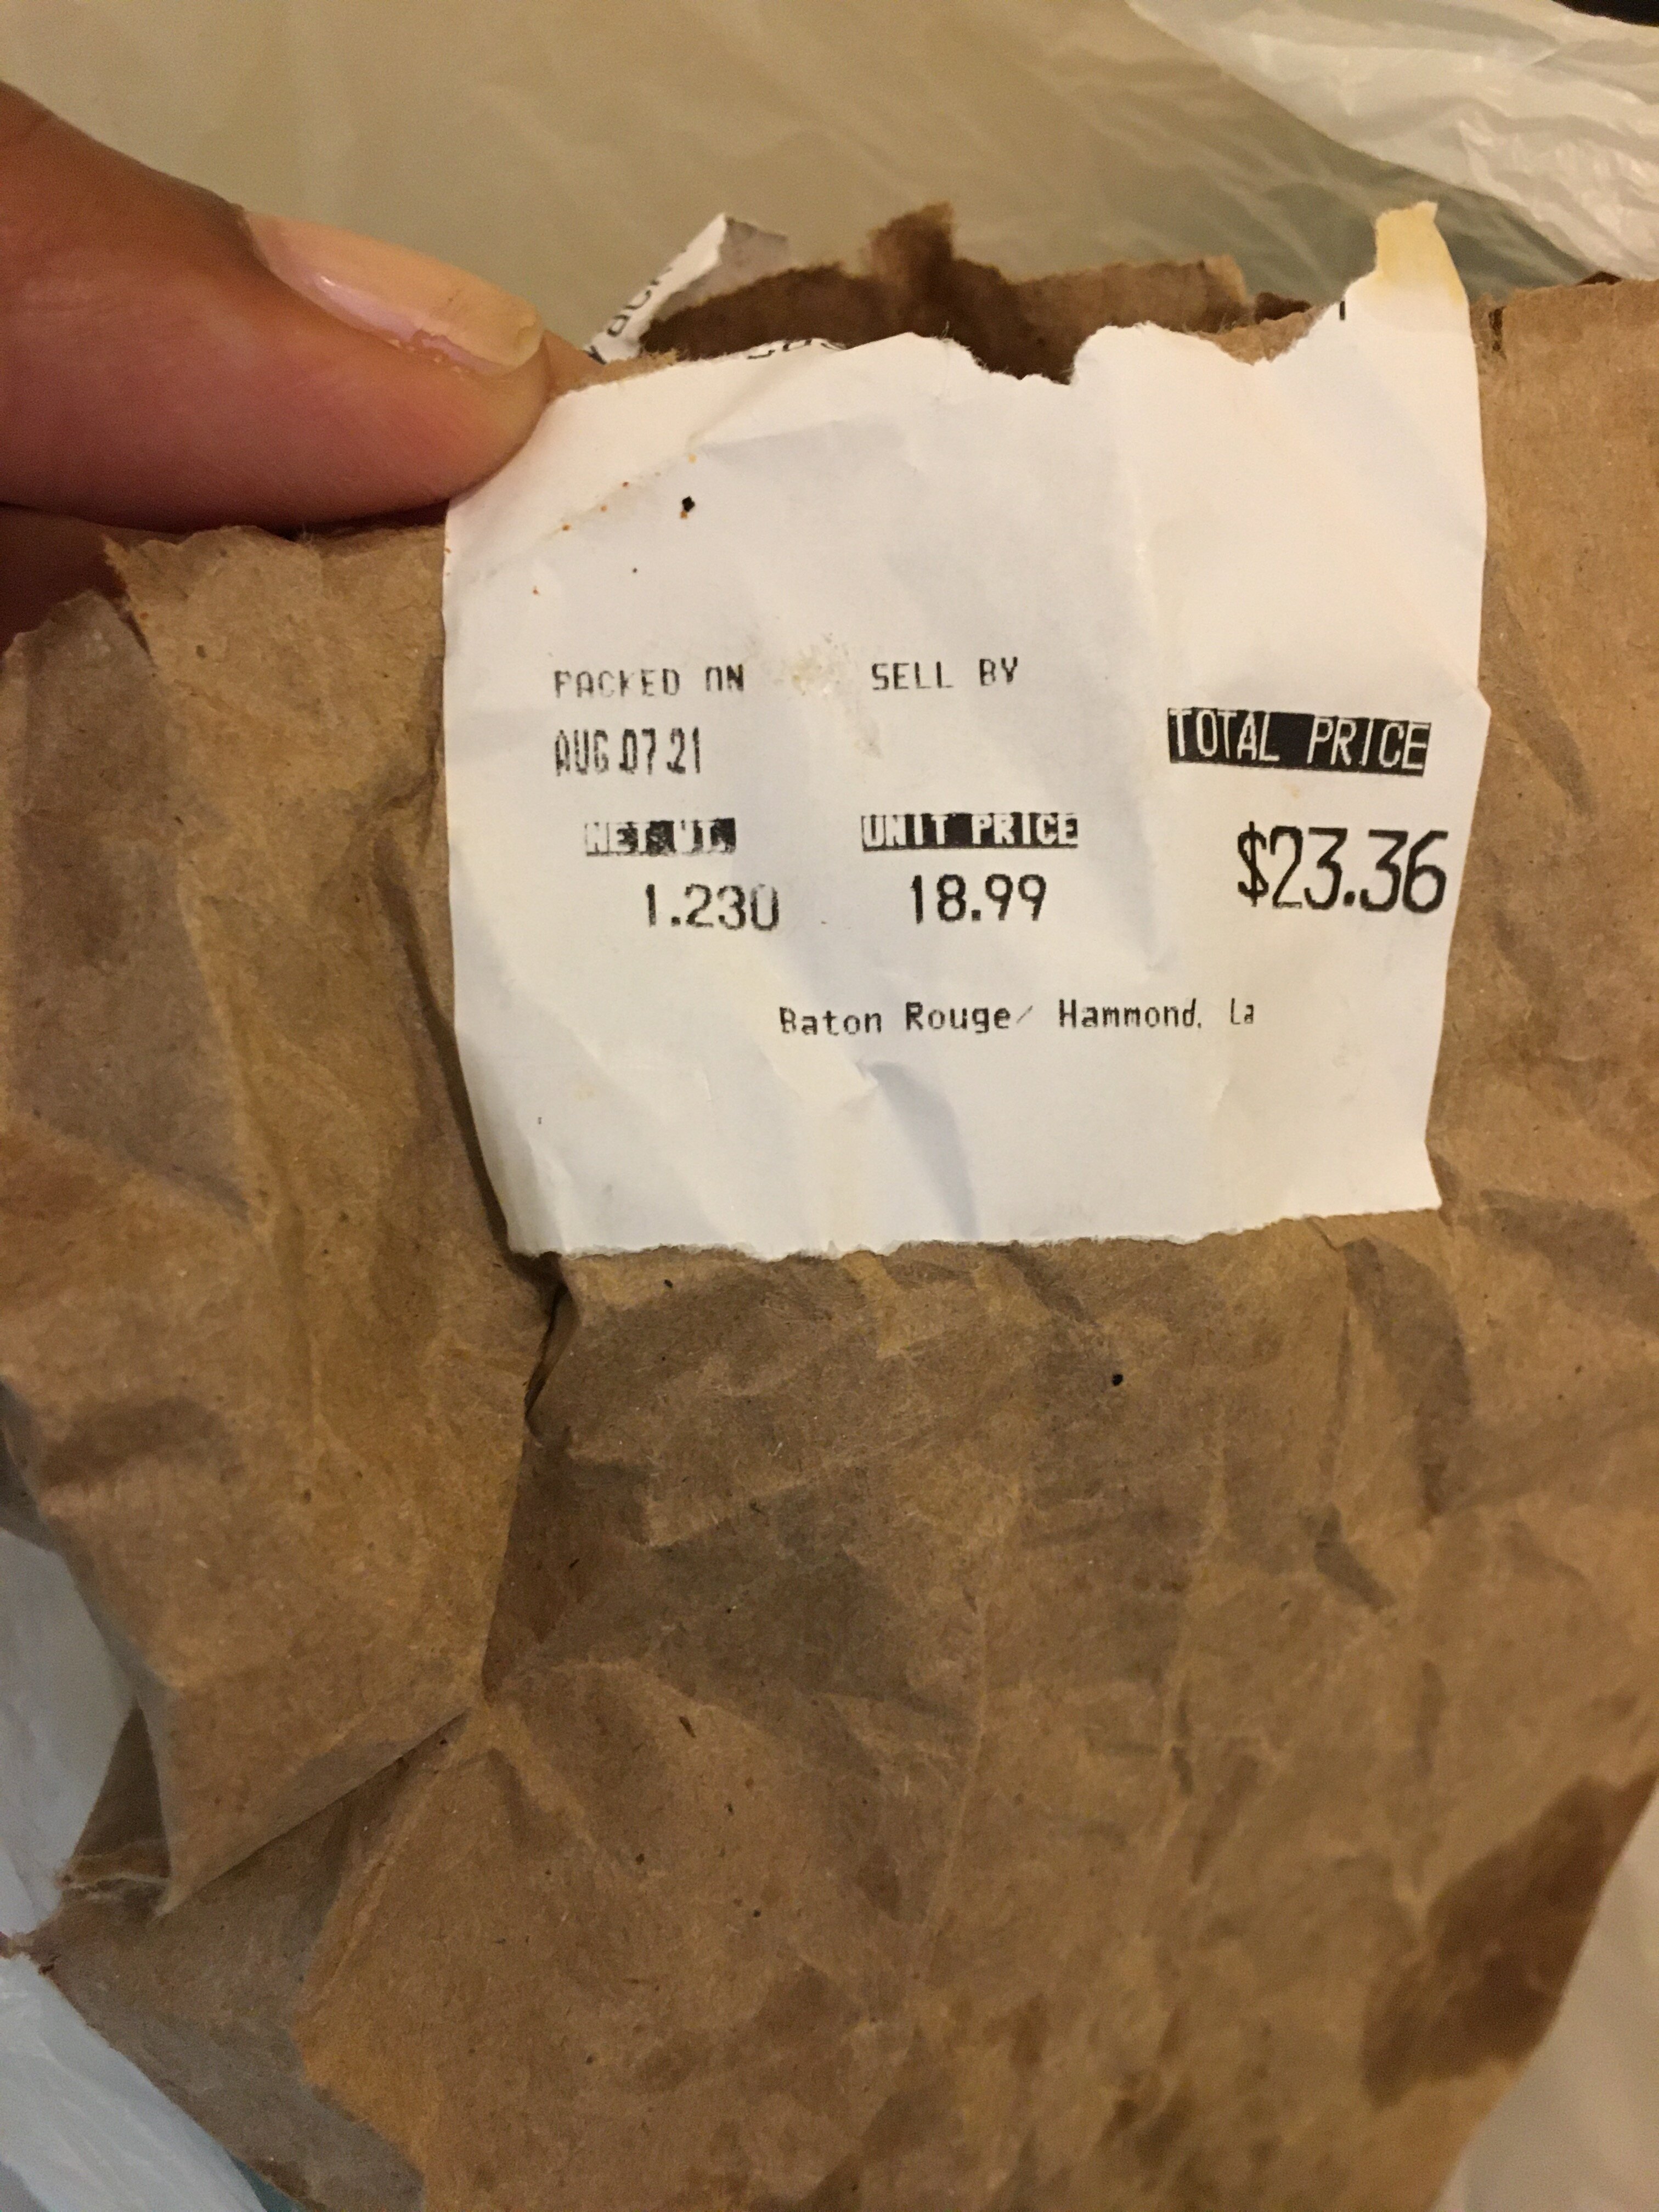 PACKED ON SELL BY
AUG.07.21
TOTAL PRICE
NET WT. UNIT PRICE
1.230 18.99 $23.36
Baton Rouge/ Hammond, La